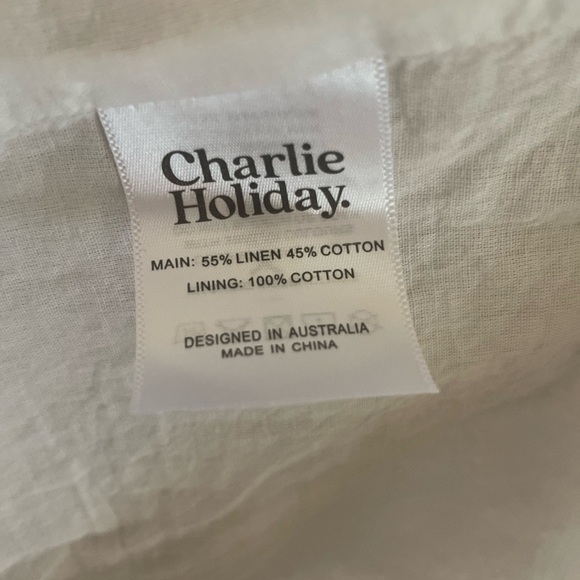 Charlie
Holiday.
MAIN: 55% LINEN 45% COTTON
LINING: 100% COTTON
DESIGNED IN AUSTRALIA
MADE IN CHINA